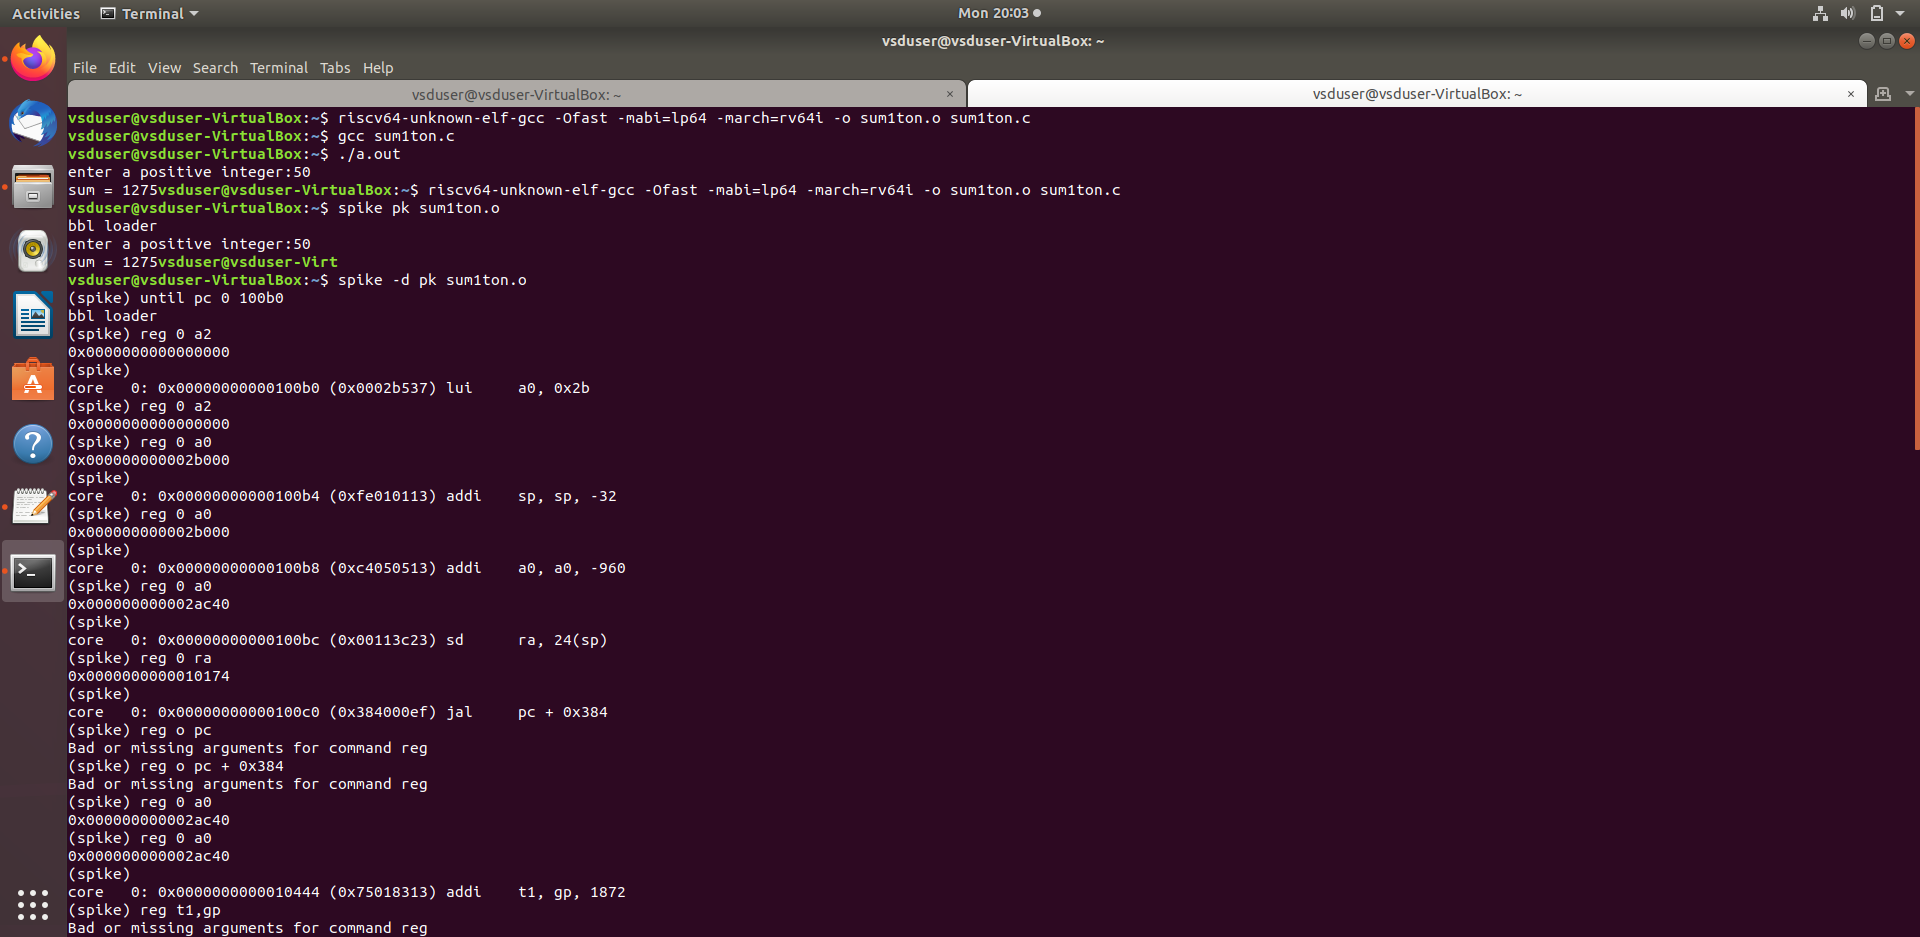 Activities
Terminal
Mon 20:03
vsduser@vsduser-VirtualBox: ~
File Edit View Search Terminal Tabs Help
vsduser@vsduser-VirtualBox: ~ ×
vsduser@vsduser-VirtualBox: ~ ×
vsduser@vsduser-VirtualBox:~$ riscv64-unknown-elf-gcc -Ofast -mabi=lp64 -march=rv64i -o sum1ton.o sum1ton.c
vsduser@vsduser-VirtualBox:~$ gcc sum1ton.c
vsduser@vsduser-VirtualBox:~$ ./a.out
enter a positive integer:50
sum = 1275vsduser@vsduser-VirtualBox:~$ riscv64-unknown-elf-gcc -Ofast -mabi=lp64 -march=rv64i -o sum1ton.o sum1ton.c
vsduser@vsduser-VirtualBox:~$ spike pk sum1ton.o
bbl loader
enter a positive integer:50
sum = 1275vsduser@vsduser-Virt
vsduser@vsduser-VirtualBox:~$ spike -d pk sum1ton.o
(spike) until pc 0 100b0
bbl loader
(spike) reg 0 a2
0x0000000000000000
(spike)
core   0: 0x00000000000100b0 (0x0002b537) lui     a0, 0x2b
(spike) reg 0 a2
0x0000000000000000
(spike) reg 0 a0
0x000000000002b000
(spike)
core   0: 0x00000000000100b4 (0xfe010113) addi    sp, sp, -32
(spike) reg 0 a0
0x000000000002b000
(spike)
core   0: 0x00000000000100b8 (0xc4050513) addi    a0, a0, -960
(spike) reg 0 a0
0x000000000002ac40
(spike)
core   0: 0x00000000000100bc (0x00113c23) sd      ra, 24(sp)
(spike) reg 0 ra
0x0000000000010174
(spike)
core   0: 0x00000000000100c0 (0x384000ef) jal     pc + 0x384
(spike) reg o pc
Bad or missing arguments for command reg
(spike) reg o pc + 0x384
Bad or missing arguments for command reg
(spike) reg 0 a0
0x000000000002ac40
(spike) reg 0 a0
0x000000000002ac40
(spike)
core   0: 0x0000000000010444 (0x75018313) addi    t1, gp, 1872
(spike) reg t1,gp
Bad or missing arguments for command reg